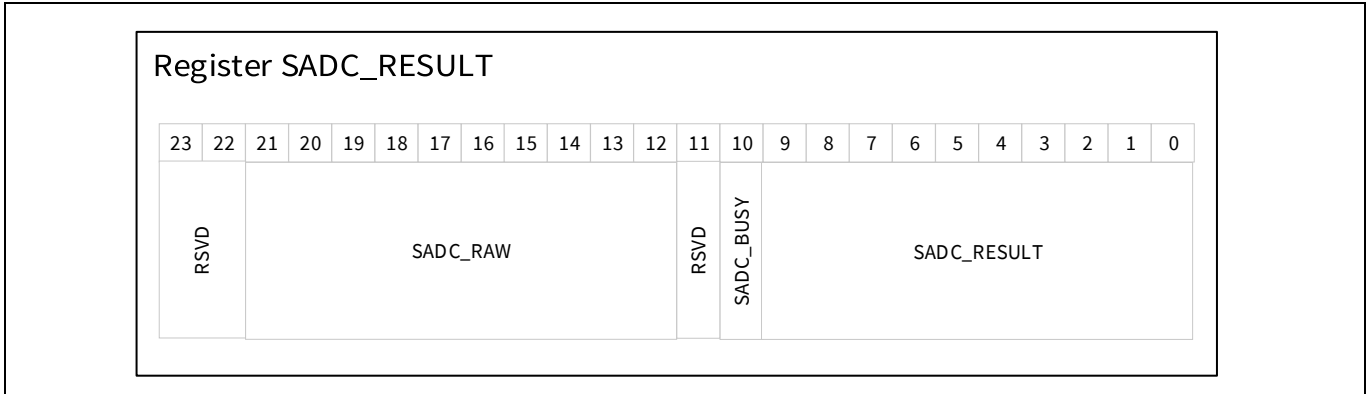 Register SADC_RESULT
23 22 21 20 19 18 17 16 15 14 13 12 11 10 9 8 7 6 5 4 3 2 1 0
RSVD SADC_RAW RSVD SADC_BUSY SADC_RESULT